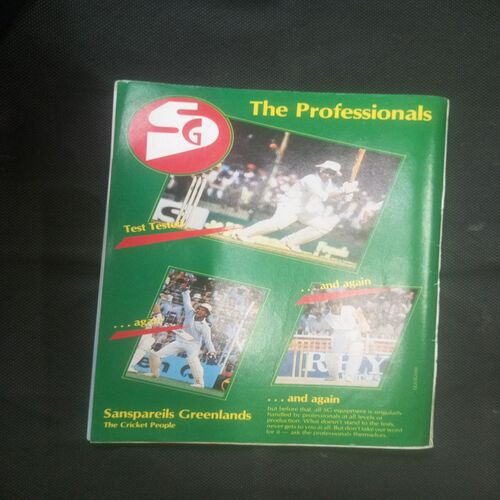 SG
The Professionals
Test Tested
. . . and again
. . . again
. . . and again
but before that, all SG equipment is singularly
handled by professionals at all levels of
production. What doesn't stand to the tests,
never gets to you at all. But don't take our word
for it — ask the professionals themselves.
Sanspareils Greenlands
The Cricket People